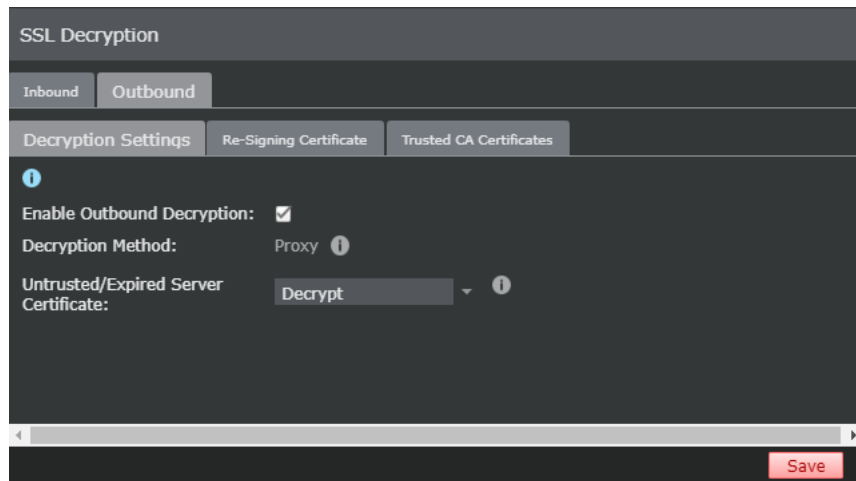 SSL Decryption
Inbound Outbound
Decryption Settings Re-Signing Certificate Trusted CA Certificates
Enable Outbound Decryption:
Decryption Method: Proxy
Untrusted/Expired Server
Certificate:
Decrypt
Save